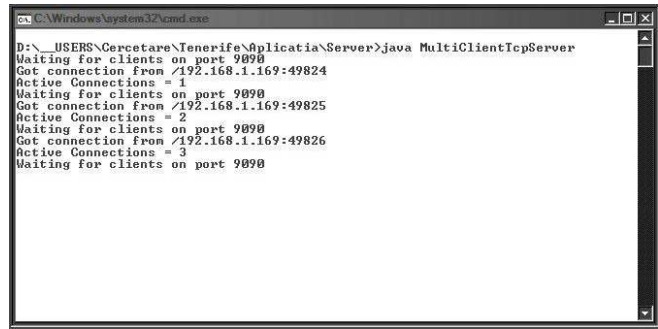 C:\Windows\system32\cmd.exe
D:\__USERS\Cercetare\Tenerife\Aplicatia\Server>java MultiClientTcpServer
Waiting for clients on port 9090
Got connection from /192.168.1.169:49824
Active Connections = 1
Waiting for clients on port 9090
Got connection from /192.168.1.169:49825
Active Connections = 2
Waiting for clients on port 9090
Got connection from /192.168.1.169:49826
Active Connections = 3
Waiting for clients on port 9090